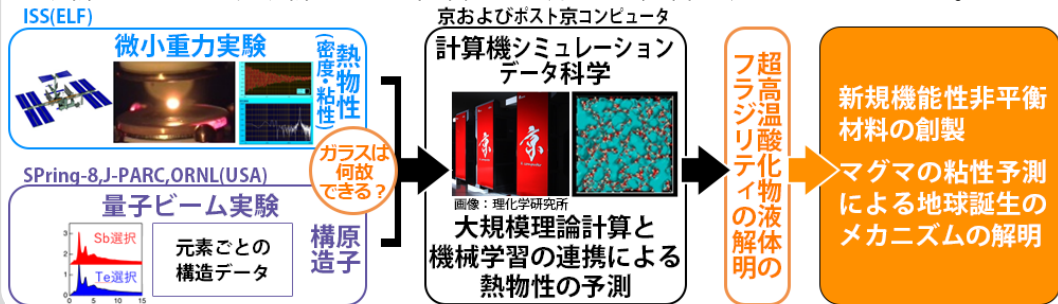 ISS(ELF)
微小重力実験
熱物性
(密度・粘性)
ガラスは
何故
できる?
SPring-8,J-PARC,ORNL(USA)
量子ビーム実験
Sb選択
Te選択
3
2
1
0
0 5 10 15
元素ごとの
構造データ
原子
構造
京およびポスト京コンピュータ
計算機シミュレーション
データ科学
京
画像:理化学研究所
大規模理論計算と
機械学習の連携による
熱物性の予測
超高温酸化物液体の
フラジリティの解明
新規機能性非平衡
材料の創製
マグマの粘性予測
による地球誕生の
メカニズムの解明